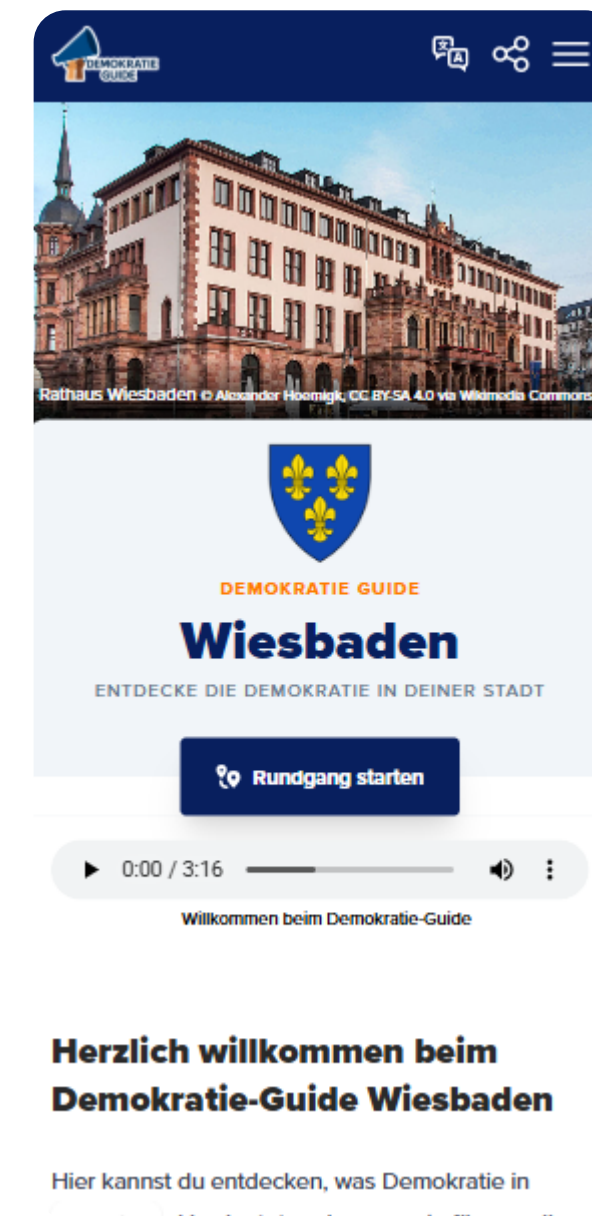 DEMOKRATIE
GUIDE
Rathaus Wiesbaden © Alexander Hoernigk, CC BY-SA 4.0 via Wikimedia Commons
DEMOKRATIE GUIDE
Wiesbaden
ENTDECKE DIE DEMOKRATIE IN DEINER STADT
Rundgang starten
0:00 / 3:16
Willkommen beim Demokratie-Guide
Herzlich willkommen beim
Demokratie-Guide Wiesbaden
Hier kannst du entdecken, was Demokratie in